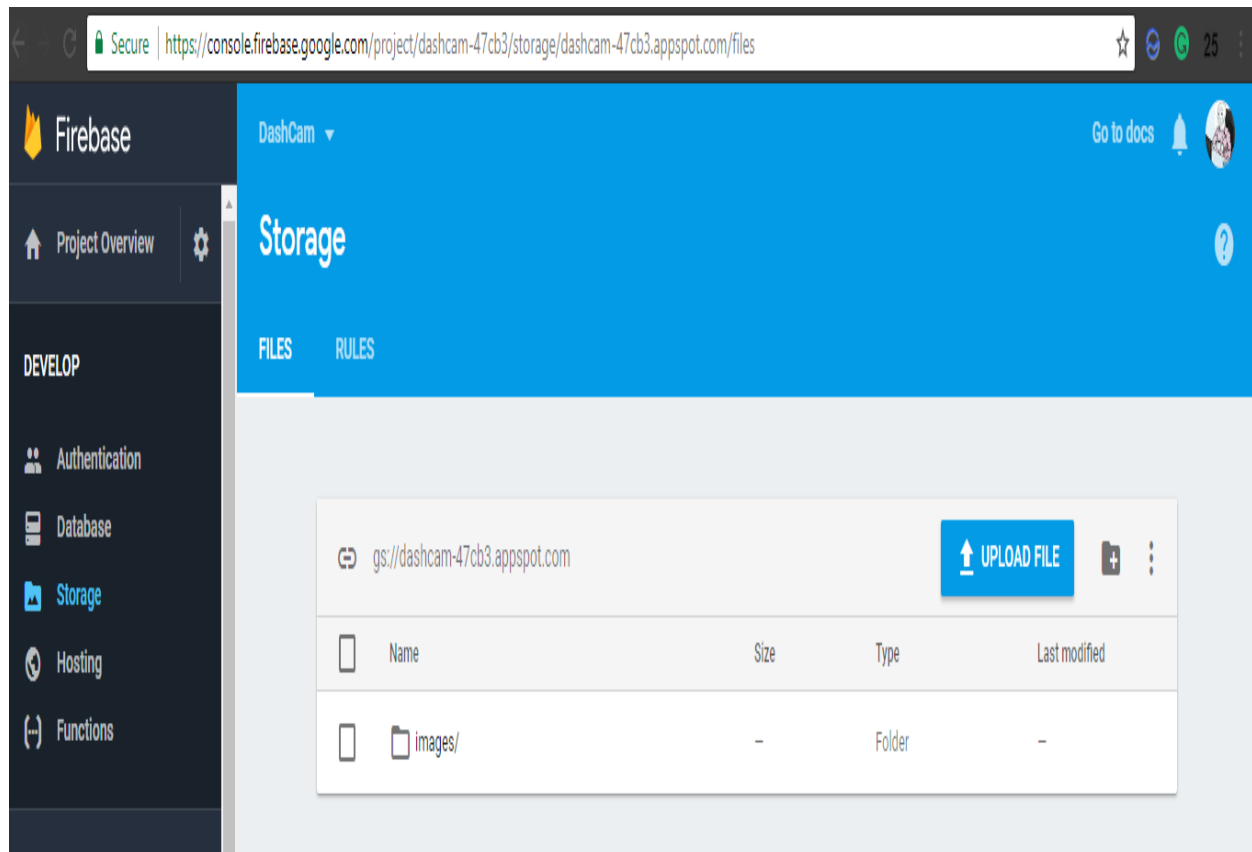 Secure https://console.firebase.google.com/project/dashcam-47cb3/storage/dashcam-47cb3.appspot.com/files G 25
Firebase
DashCam
Go to docs
Project Overview
Storage
?
FILES RULES
DEVELOP
Authentication
Database
Storage
Hosting
Functions
gs://dashcam-47cb3.appspot.com
UPLOAD FILE
Name Size Type Last modified
images/ – Folder –